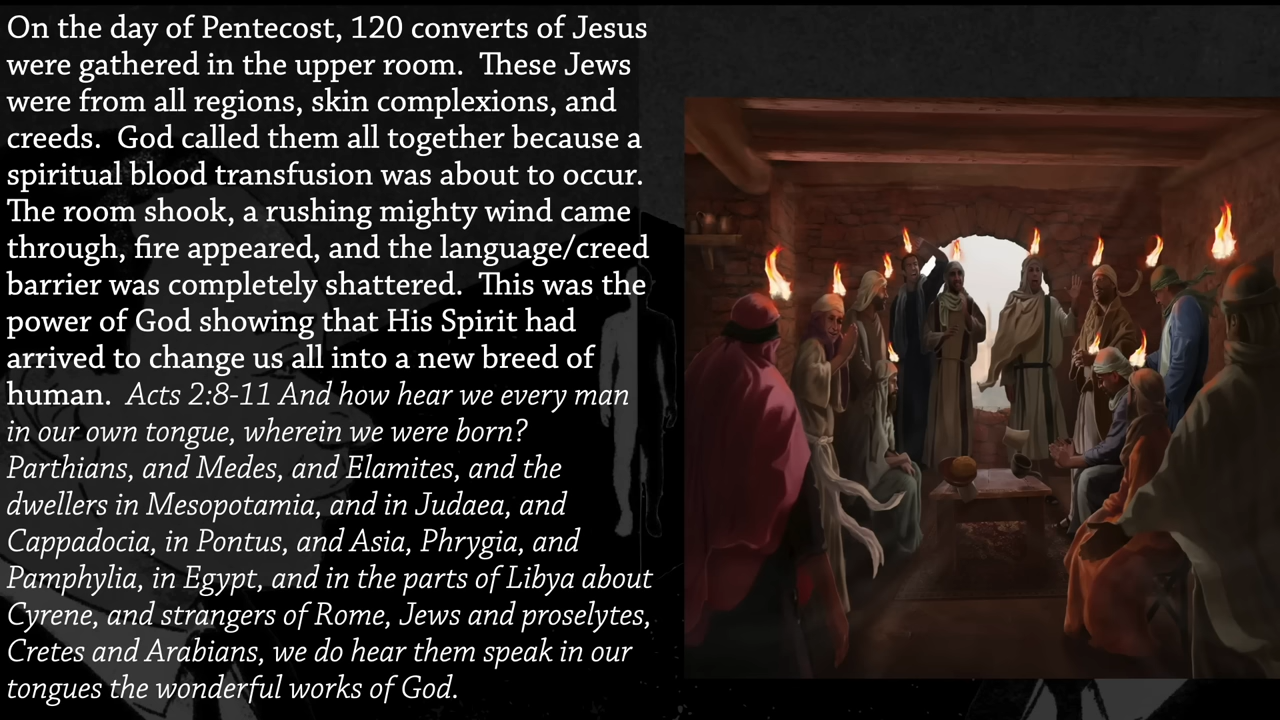 On the day of Pentecost, 120 converts of Jesus
were gathered in the upper room.  These Jews
were from all regions, skin complexions, and
creeds.  God called them all together because a
spiritual blood transfusion was about to occur.
The room shook, a rushing mighty wind came
through, fire appeared, and the language/creed
barrier was completely shattered.  This was the
power of God showing that His Spirit had
arrived to change us all into a new breed of
human.  Acts 2:8-11 And how hear we every man
in our own tongue, wherein we were born?
Parthians, and Medes, and Elamites, and the
dwellers in Mesopotamia, and in Judaea, and
Cappadocia, in Pontus, and Asia, Phrygia, and
Pamphylia, in Egypt, and in the parts of Libya about
Cyrene, and strangers of Rome, Jews and proselytes,
Cretes and Arabians, we do hear them speak in our
tongues the wonderful works of God.